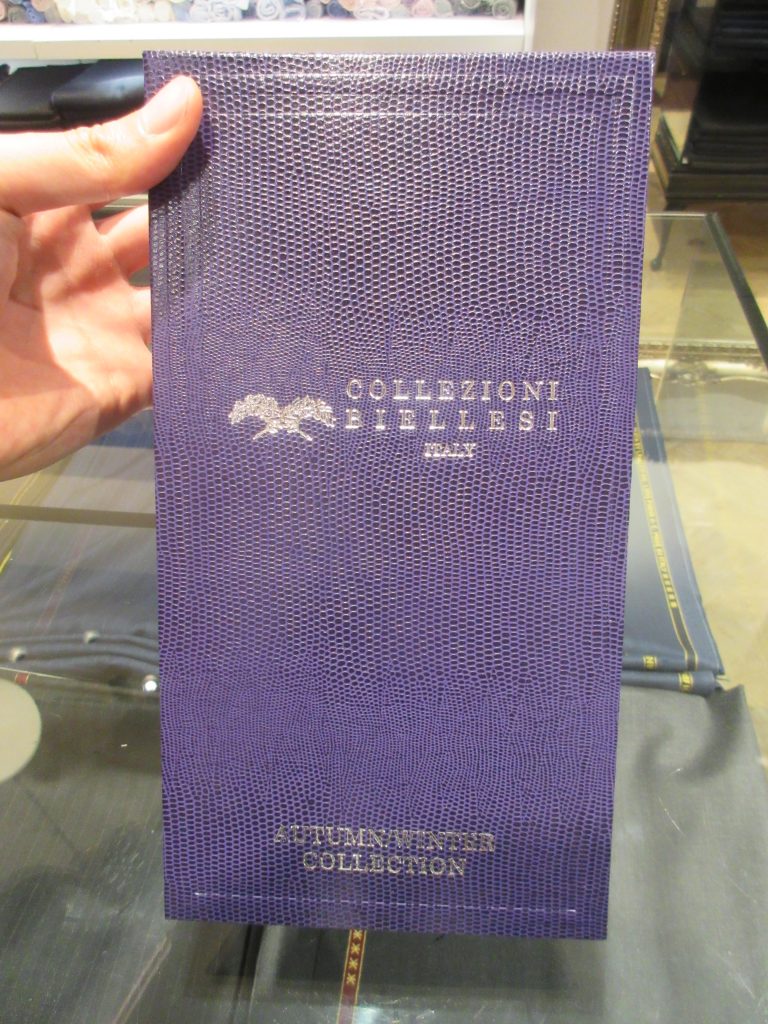 COLLEZIONI
BIELLESI
ITALY
AUTUMN/WINTER
COLLECTION